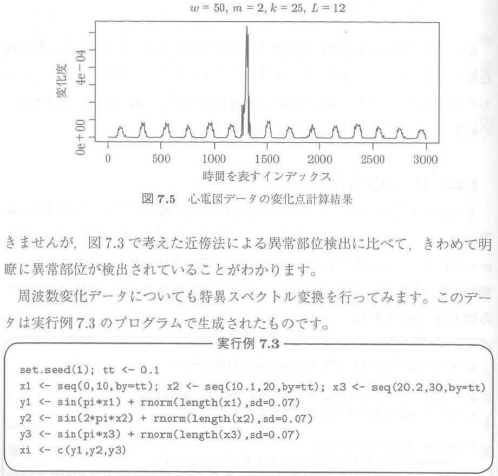 w = 50, m = 2, k = 25, L = 12
変化度
4e−04
0e+00
0 500 1000 1500 2000 2500 3000
時間を表すインデックス
図 7.5 心電図データの変化点計算結果
きませんが，図 7.3 で考えた近傍法による異常部位検出に比べて，きわめて明
瞭に異常部位が検出されていることがわかります。
周波数変化データについても特異スペクトル変換を行ってみます。このデー
タは実行例 7.3 のプログラムで生成されたものです。
実行例 7.3
set.seed(1); tt <- 0.1
x1 <- seq(0,10,by=tt); x2 <- seq(10.1,20,by=tt); x3 <- seq(20.2,30,by=tt)
y1 <- sin(pi*x1) + rnorm(length(x1),sd=0.07)
y2 <- sin(2*pi*x2) + rnorm(length(x2),sd=0.07)
y3 <- sin(pi*x3) + rnorm(length(x3),sd=0.07)
xi <- c(y1,y2,y3)